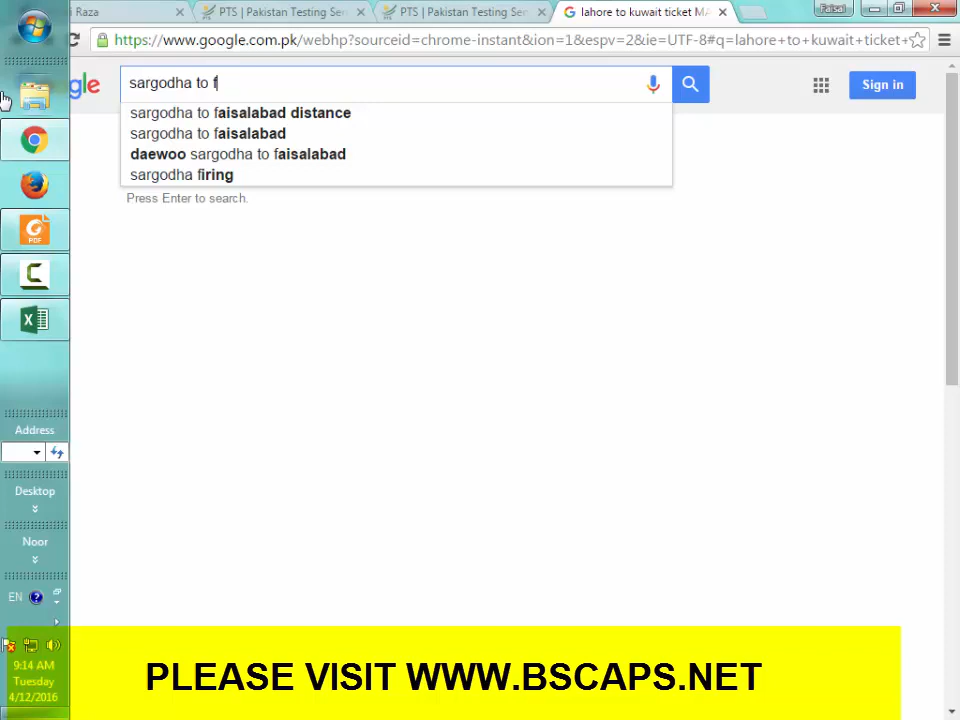 i Raza
PTS | Pakistan Testing Ser
PTS | Pakistan Testing Ser
lahore to kuwait ticket MA
Faisal
https://www.google.com.pk/webhp?sourceid=chrome-instant&ion=1&espv=2&ie=UTF-8#q=lahore+to+kuwait+ticket+
gle
sargodha to f
Sign in
sargodha to faisalabad distance
sargodha to faisalabad
daewoo sargodha to faisalabad
sargodha firing
Press Enter to search.
PDF
Address
Desktop
Noor
EN
9:14 AM
Tuesday
4/12/2016
PLEASE VISIT WWW.BSCAPS.NET